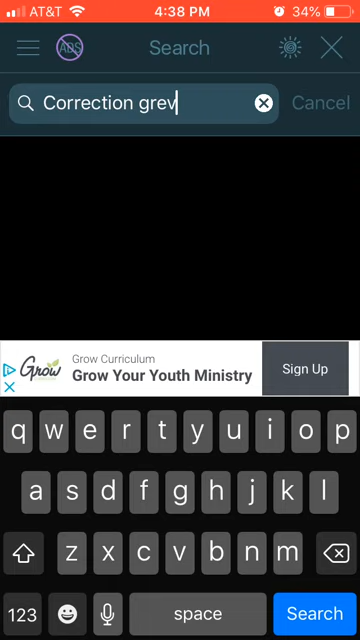 AT&T 4:38 PM 34%
ADS Search
Correction grev Cancel
Grow Curriculum
Grow Grow Your Youth Ministry Sign Up
q w e r t y u i o p
a s d f g h j k l
z x c v b n m
123 space Search